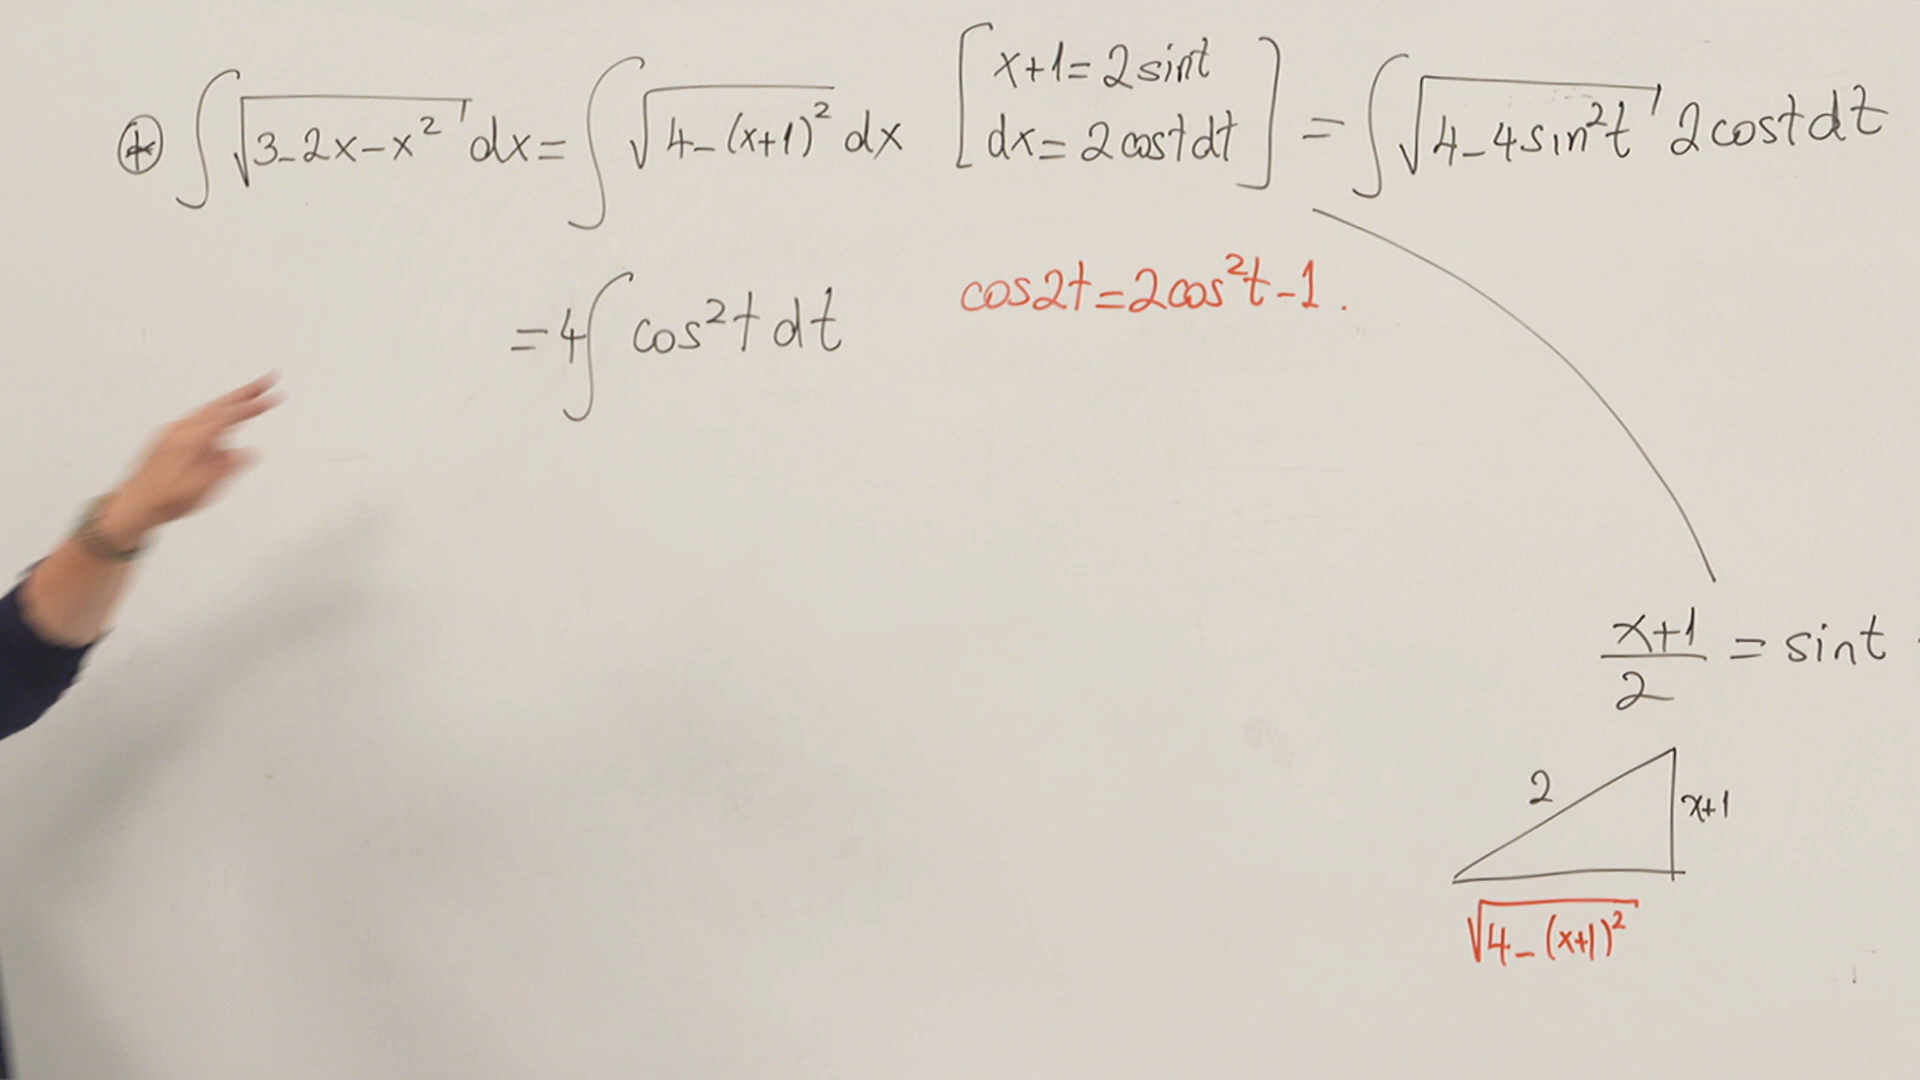 ⊛ ∫√(3-2x-x²) dx = ∫√(4-(x+1)²) dx [x+1=2sint dx=2costdt] = ∫√(4-4sin²t) 2costdt
=4∫cos²t dt cos2t=2cos²t-1.
(x+1)/2 = sint
2
x+1
√(4-(x+1)²)